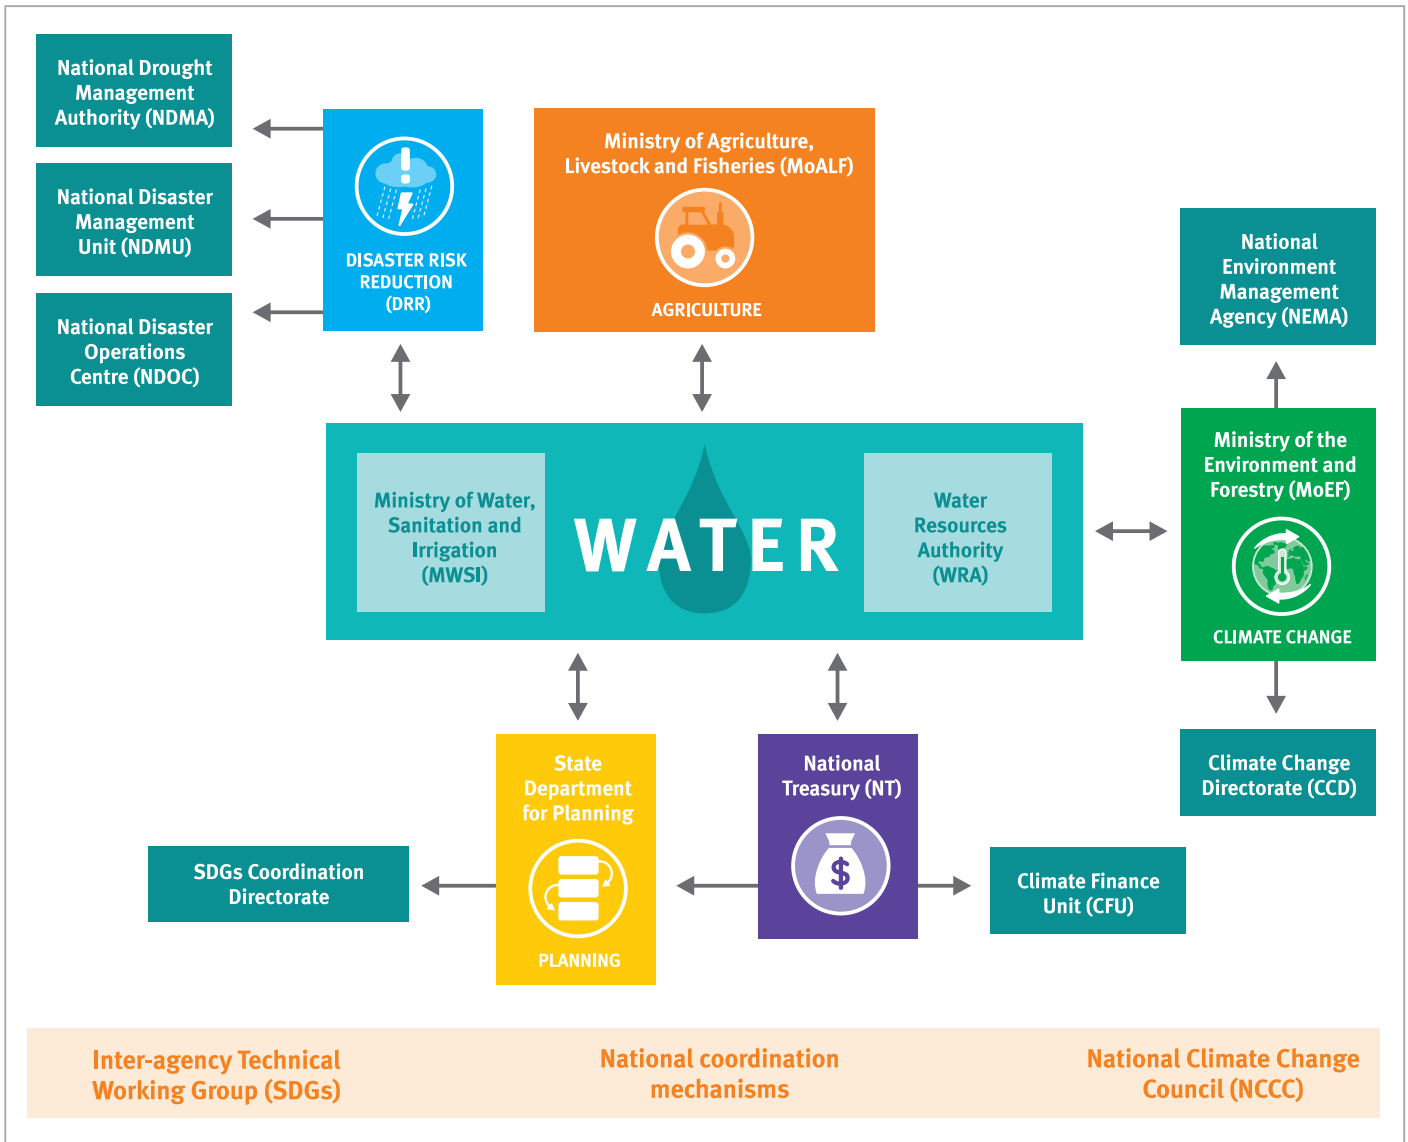 National Drought
Management
Authority (NDMA)
National Disaster
Management
Unit (NDMU)
National Disaster
Operations
Centre (NDOC)
DISASTER RISK
REDUCTION
(DRR)
Ministry of Agriculture,
Livestock and Fisheries (MoALF)
AGRICULTURE
National
Environment
Management
Agency (NEMA)
Ministry of the
Environment and
Forestry (MoEF)
CLIMATE CHANGE
Climate Change
Directorate (CCD)
Ministry of Water,
Sanitation and
Irrigation
(MWSI)
WATER
Water
Resources
Authority
(WRA)
State
Department
for Planning
PLANNING
National
Treasury (NT)
$
SDGs Coordination
Directorate
Climate Finance
Unit (CFU)
Inter-agency Technical
Working Group (SDGs)
National coordination
mechanisms
National Climate Change
Council (NCCC)